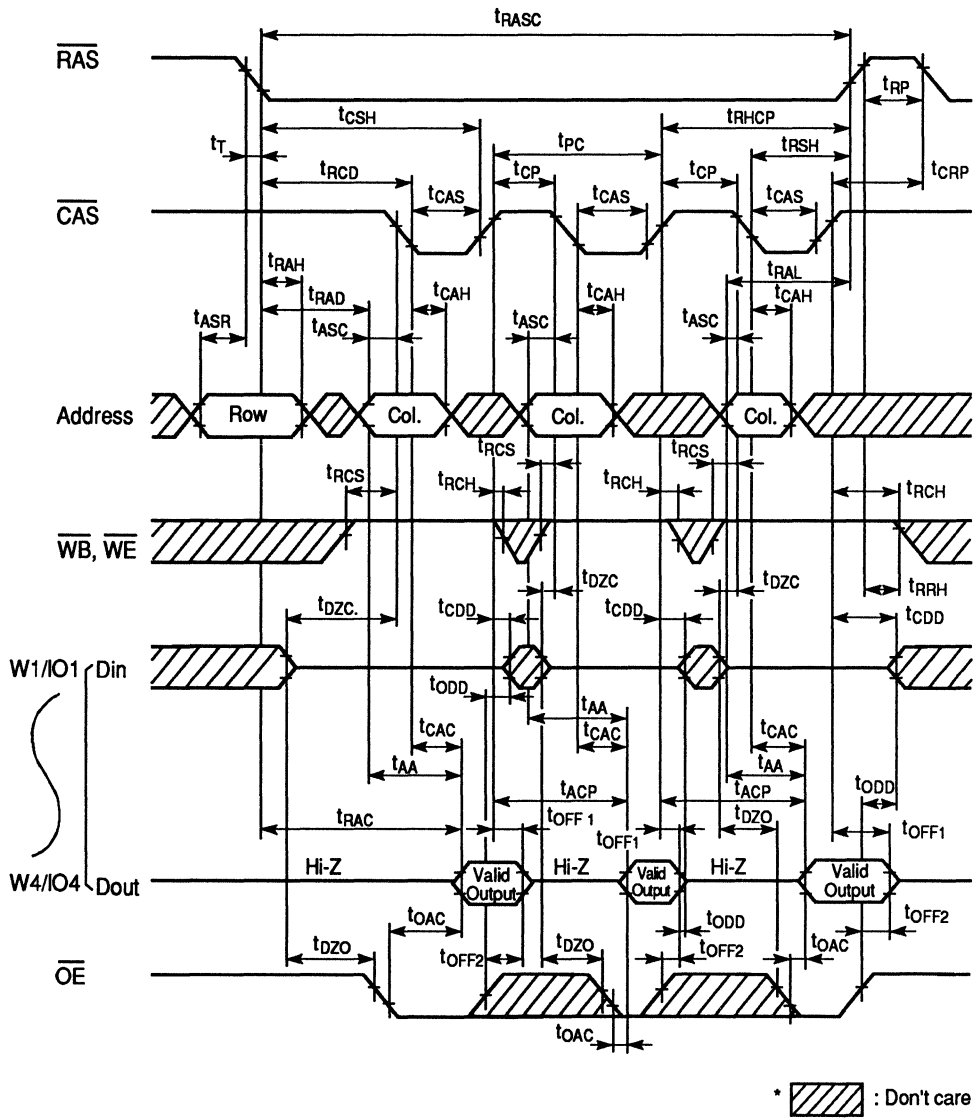 tRASC
RAS
tRP
tCSH
tRHCP
tT
tPC
tRSH
tRCD
tCP
tCP
tCRP
tCAS
tCAS
tCAS
CAS
tRAH
tRAL
tRAD
tCAH
tCAH
tCAH
tASR
tASC
tASC
tASC
Address
Row
Col.
Col.
Col.
tRCS
tRCS
tRCS
tRCH
tRCH
tRCH
WB, WE
tDZC
tDZC
tRRH
tDZC.
tCDD
tCDD
tCDD
W1/IO1
Din
tODD
tAA
tCAC
tCAC
tCAC
tAA
tAA
tACP
tACP
tODD
tRAC
tOFF 1
tOFF1
tDZO
tOFF1
Hi-Z
Hi-Z
Hi-Z
W4/IO4
Dout
Valid
Output
Valid
Output
Valid
Output
tOAC
tODD
tOFF2
tDZO
tOFF2
tDZO
tOFF2
tOAC
OE
tOAC
* : Don't care